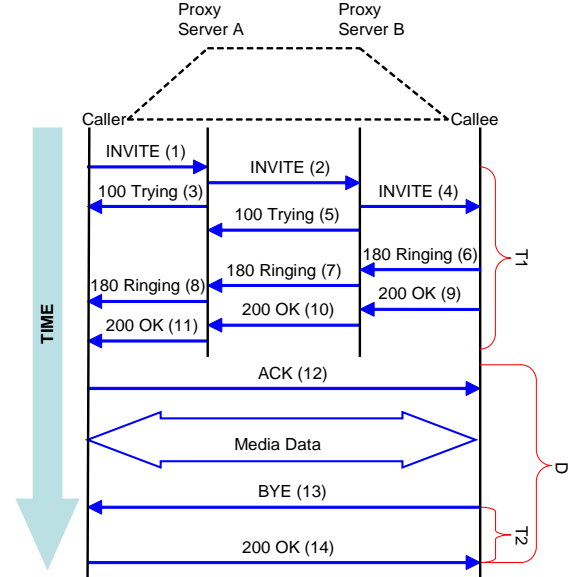 Proxy
Server A
Proxy
Server B
Caller
Callee
INVITE (1)
INVITE (2)
100 Trying (3)
INVITE (4)
100 Trying (5)
180 Ringing (6)
180 Ringing (7)
180 Ringing (8)
200 OK (9)
200 OK (10)
200 OK (11)
T1
TIME
ACK (12)
Media Data
D
BYE (13)
T2
200 OK (14)